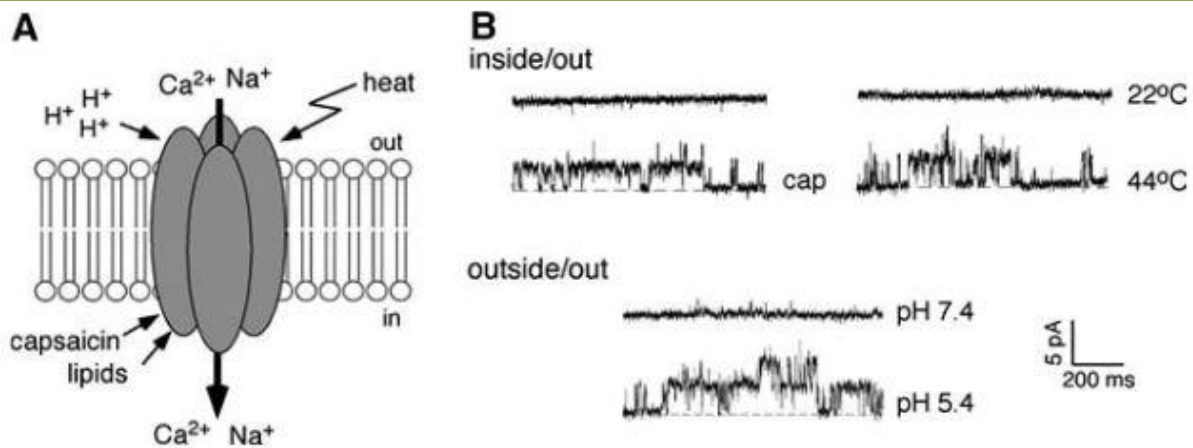 A
Ca²⁺ Na⁺
heat
H⁺
H⁺
H⁺
out
in
capsaicin
lipids
Ca²⁺ Na⁺
B
inside/out
22ºC
cap
44ºC
outside/out
pH 7.4
pH 5.4
5 pA
200 ms